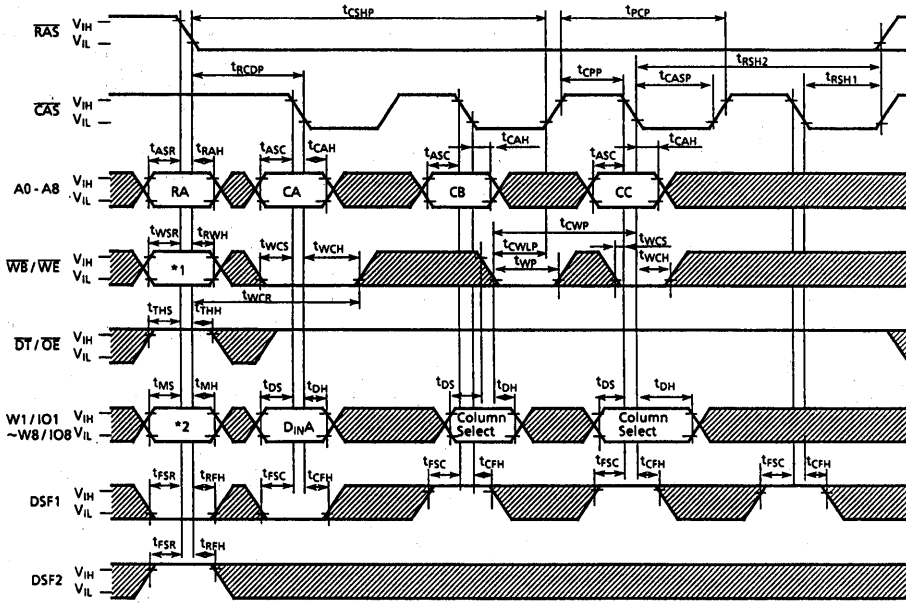 tCSHP tPCP
RAS VIH
VIL
tRCDP tCPP tRSH2
tCASP tRSH1
CAS VIH
VIL
tASR tRAH tASC tCAH tASC tCAH tASC tCAH
A0 - A8 VIH
VIL
RA CA CB CC
tWSR tRWH tWCS tWCH tCWLP tCWP tWCS
tWP tWCH
WB / WE VIH
VIL
*1
tWCR
tTHS tTHH
DT / OE VIH
VIL
tMS tMH tDS tDH tDS tDH tDS tDH
W1 / IO1
~W8 / IO8
VIH
VIL
*2 DINA Column
Select
Column
Select
tFSR tRFH tFSC tCFH tFSC tCFH tFSC tCFH tFSC tCFH
DSF1 VIH
VIL
tFSR tRFH
DSF2 VIH
VIL